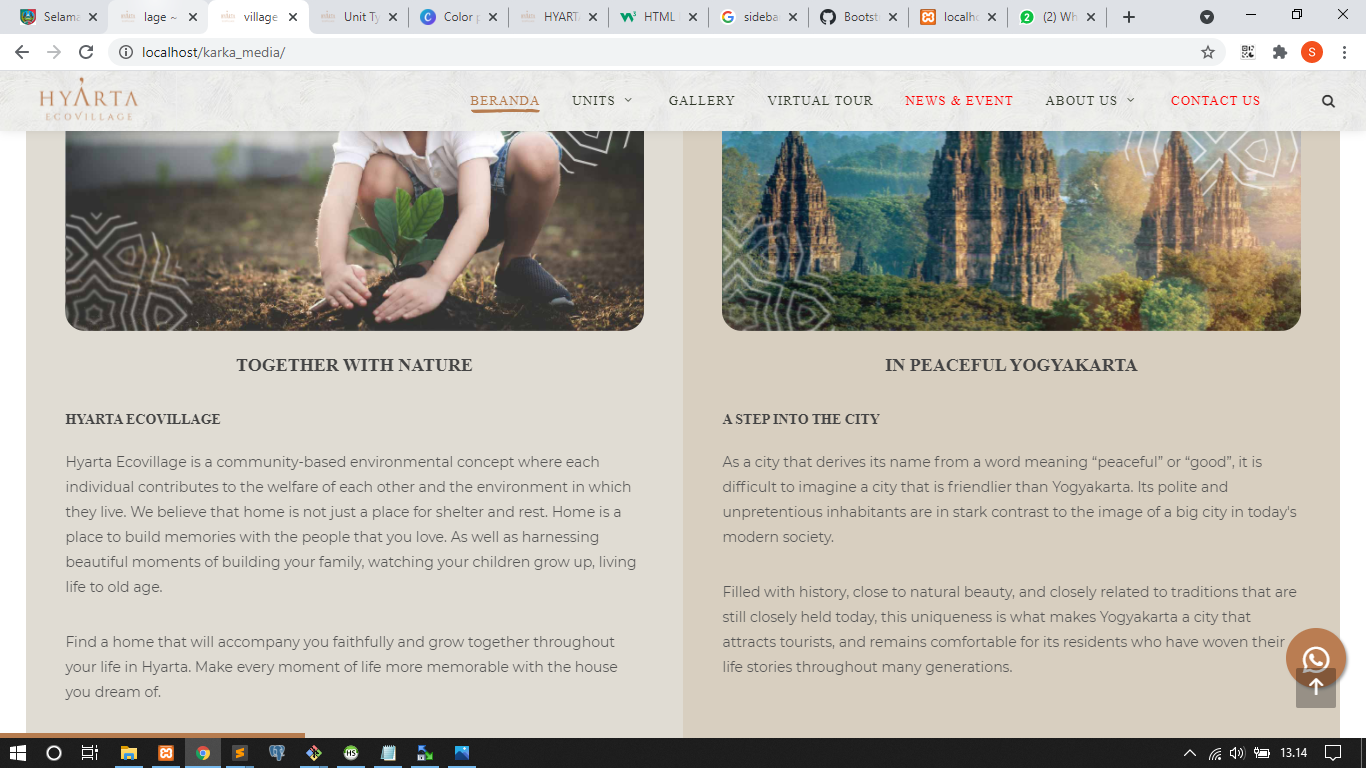 Selama
lage ~
village
Unit Ty
Color p
HYART
HTML
sideba
Bootst
localho
(2) Wh
localhost/karka_media/
S
HYARTA
ECOVILLAGE
BERANDA
UNITS
GALLERY
VIRTUAL TOUR
NEWS & EVENT
ABOUT US
CONTACT US
TOGETHER WITH NATURE
HYARTA ECOVILLAGE
Hyarta Ecovillage is a community-based environmental concept where each
individual contributes to the welfare of each other and the environment in which
they live. We believe that home is not just a place for shelter and rest. Home is a
place to build memories with the people that you love. As well as harnessing
beautiful moments of building your family, watching your children grow up, living
life to old age.
Find a home that will accompany you faithfully and grow together throughout
your life in Hyarta. Make every moment of life more memorable with the house
you dream of.
IN PEACEFUL YOGYAKARTA
A STEP INTO THE CITY
As a city that derives its name from a word meaning “peaceful” or “good”, it is
difficult to imagine a city that is friendlier than Yogyakarta. Its polite and
unpretentious inhabitants are in stark contrast to the image of a big city in today's
modern society.
Filled with history, close to natural beauty, and closely related to traditions that are
still closely held today, this uniqueness is what makes Yogyakarta a city that
attracts tourists, and remains comfortable for its residents who have woven their
life stories throughout many generations.
13.14